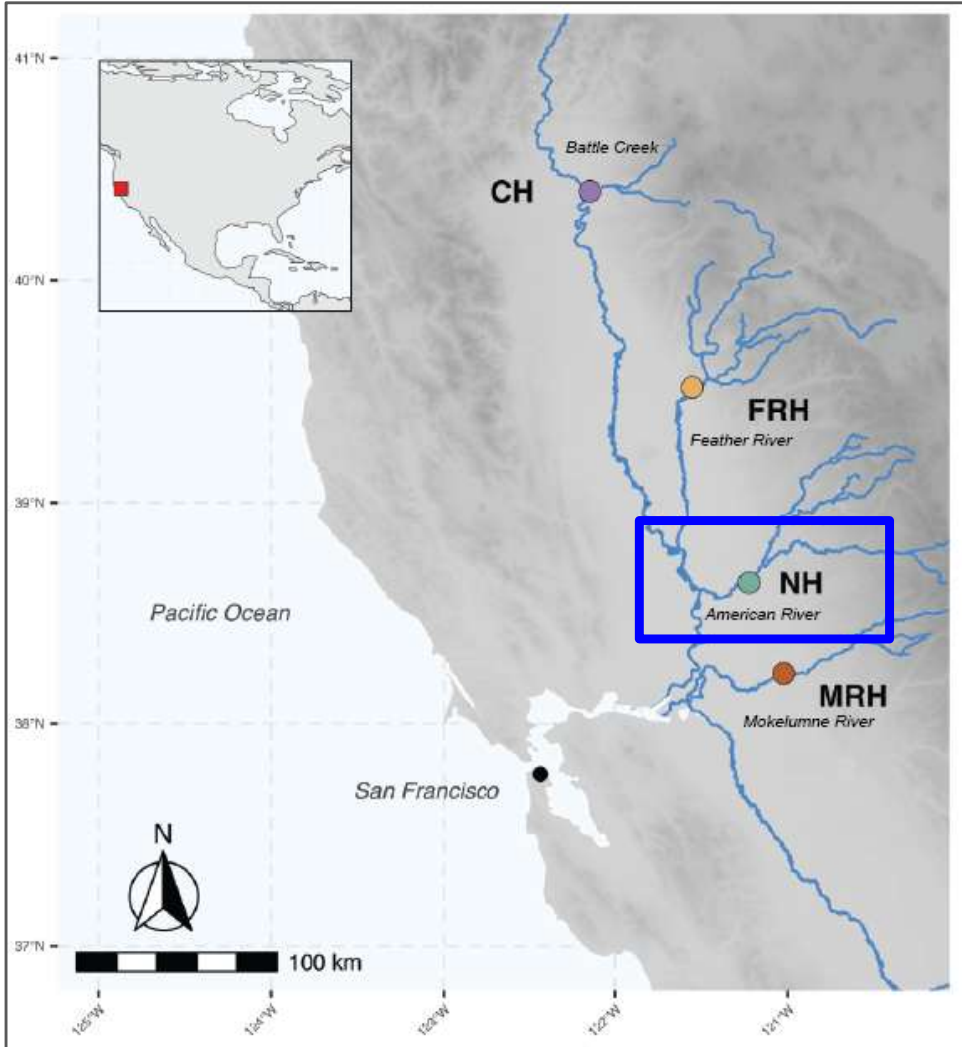 41°N
Battle Creek
CH
40°N
FRH
Feather River
39°N
NH
American River
Pacific Ocean
MRH
Mokelumne River
38°N
San Francisco
N
37°N
100 km
125°W
124°W
123°W
122°W
121°W